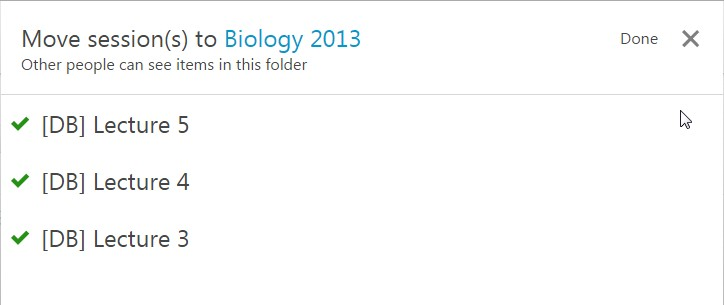 Move session(s) to Biology 2013
Done
Other people can see items in this folder
[DB] Lecture 5
[DB] Lecture 4
[DB] Lecture 3